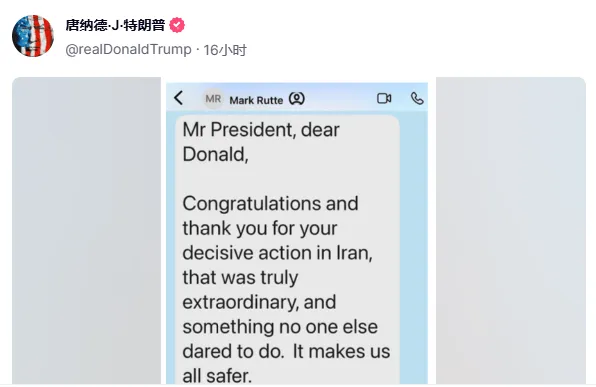 唐纳德·J·特朗普
@realDonaldTrump · 16小时
MR Mark Rutte
Mr President, dear
Donald,
Congratulations and
thank you for your
decisive action in Iran,
that was truly
extraordinary, and
something no one else
dared to do. It makes us
all safer.